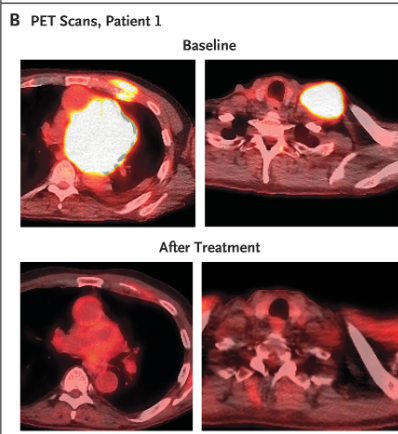 B PET Scans, Patient 1
Baseline
After Treatment